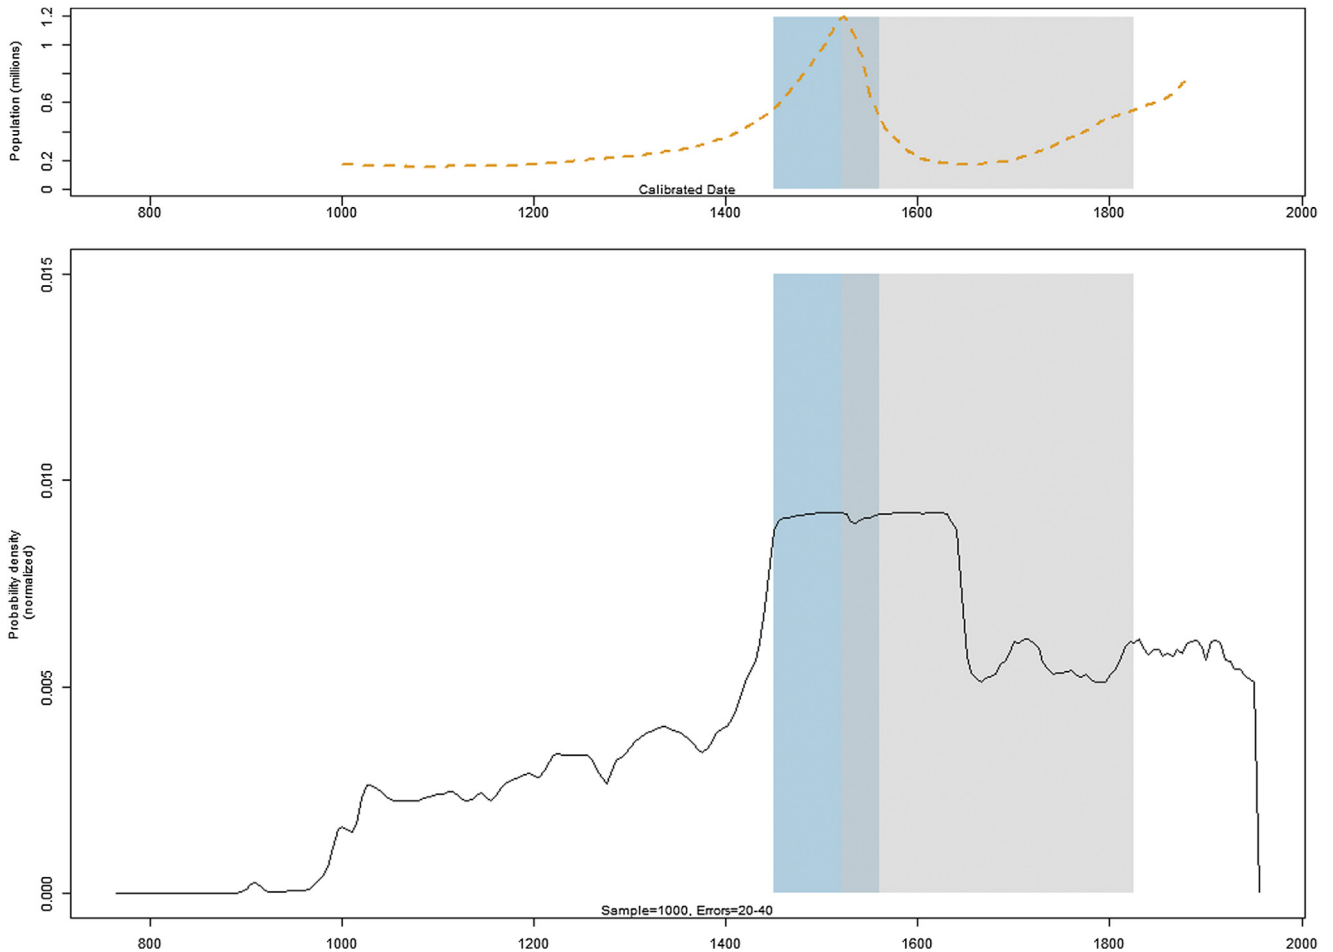 Population (millions)
1.2
1
0.6
0.2
0
Calibrated Date
800 1000 1200 1400 1600 1800 2000
Probability density
(normalized)
0.015
0.010
0.005
0.000
Sample=1000, Errors=20-40
800 1000 1200 1400 1600 1800 2000